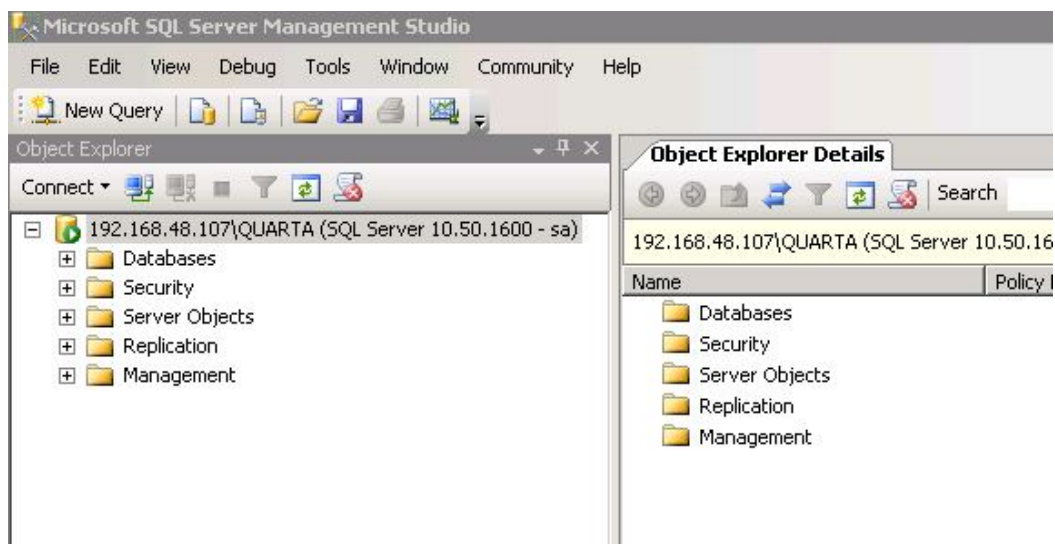 Microsoft SQL Server Management Studio
File Edit View Debug Tools Window Community Help
New Query
Object Explorer
Connect
192.168.48.107\QUARTA (SQL Server 10.50.1600 - sa)
Databases
Security
Server Objects
Replication
Management
Object Explorer Details
Search
192.168.48.107\QUARTA (SQL Server 10.50.16
Name Policy
Databases
Security
Server Objects
Replication
Management